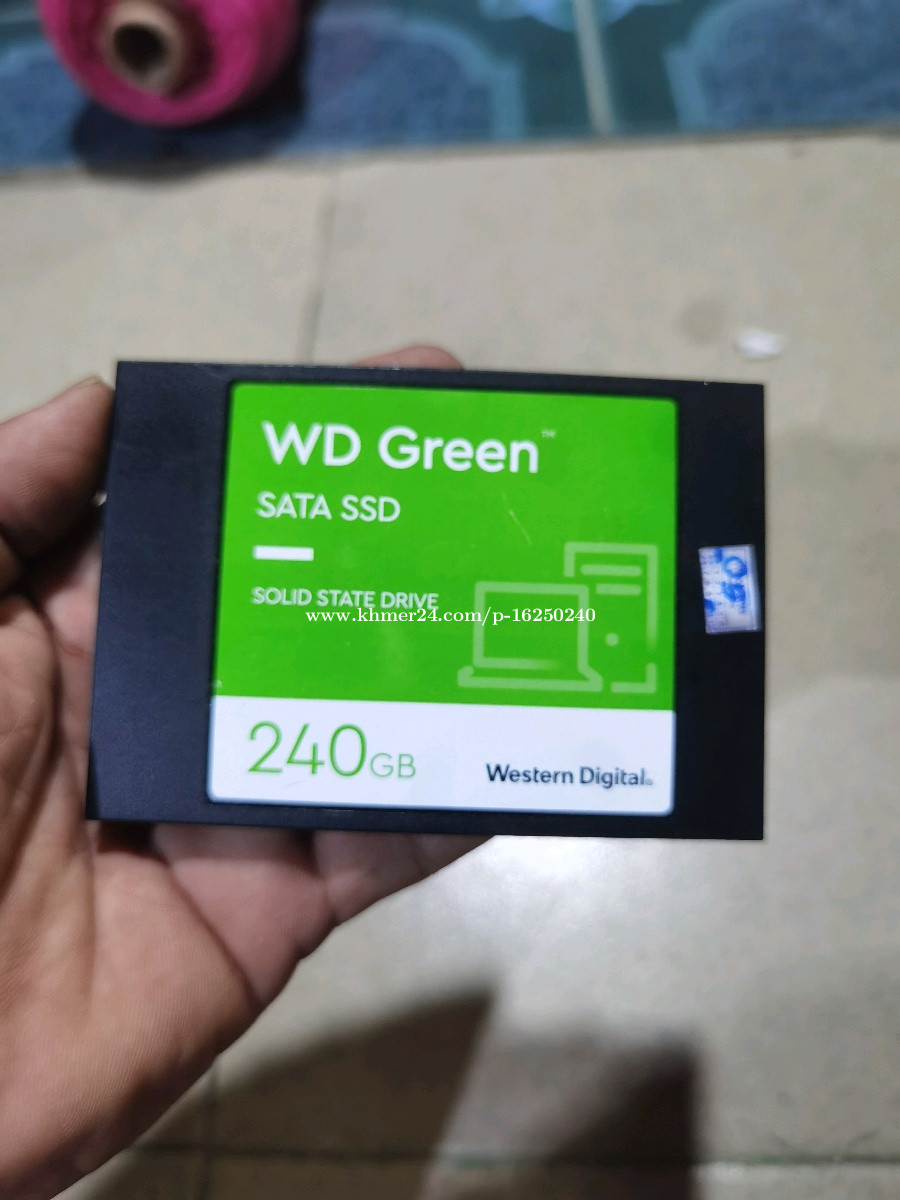 WD Green™
SATA SSD
SOLID STATE DRIVE
www.khmer24.com/p-16250240
240GB
Western Digital®